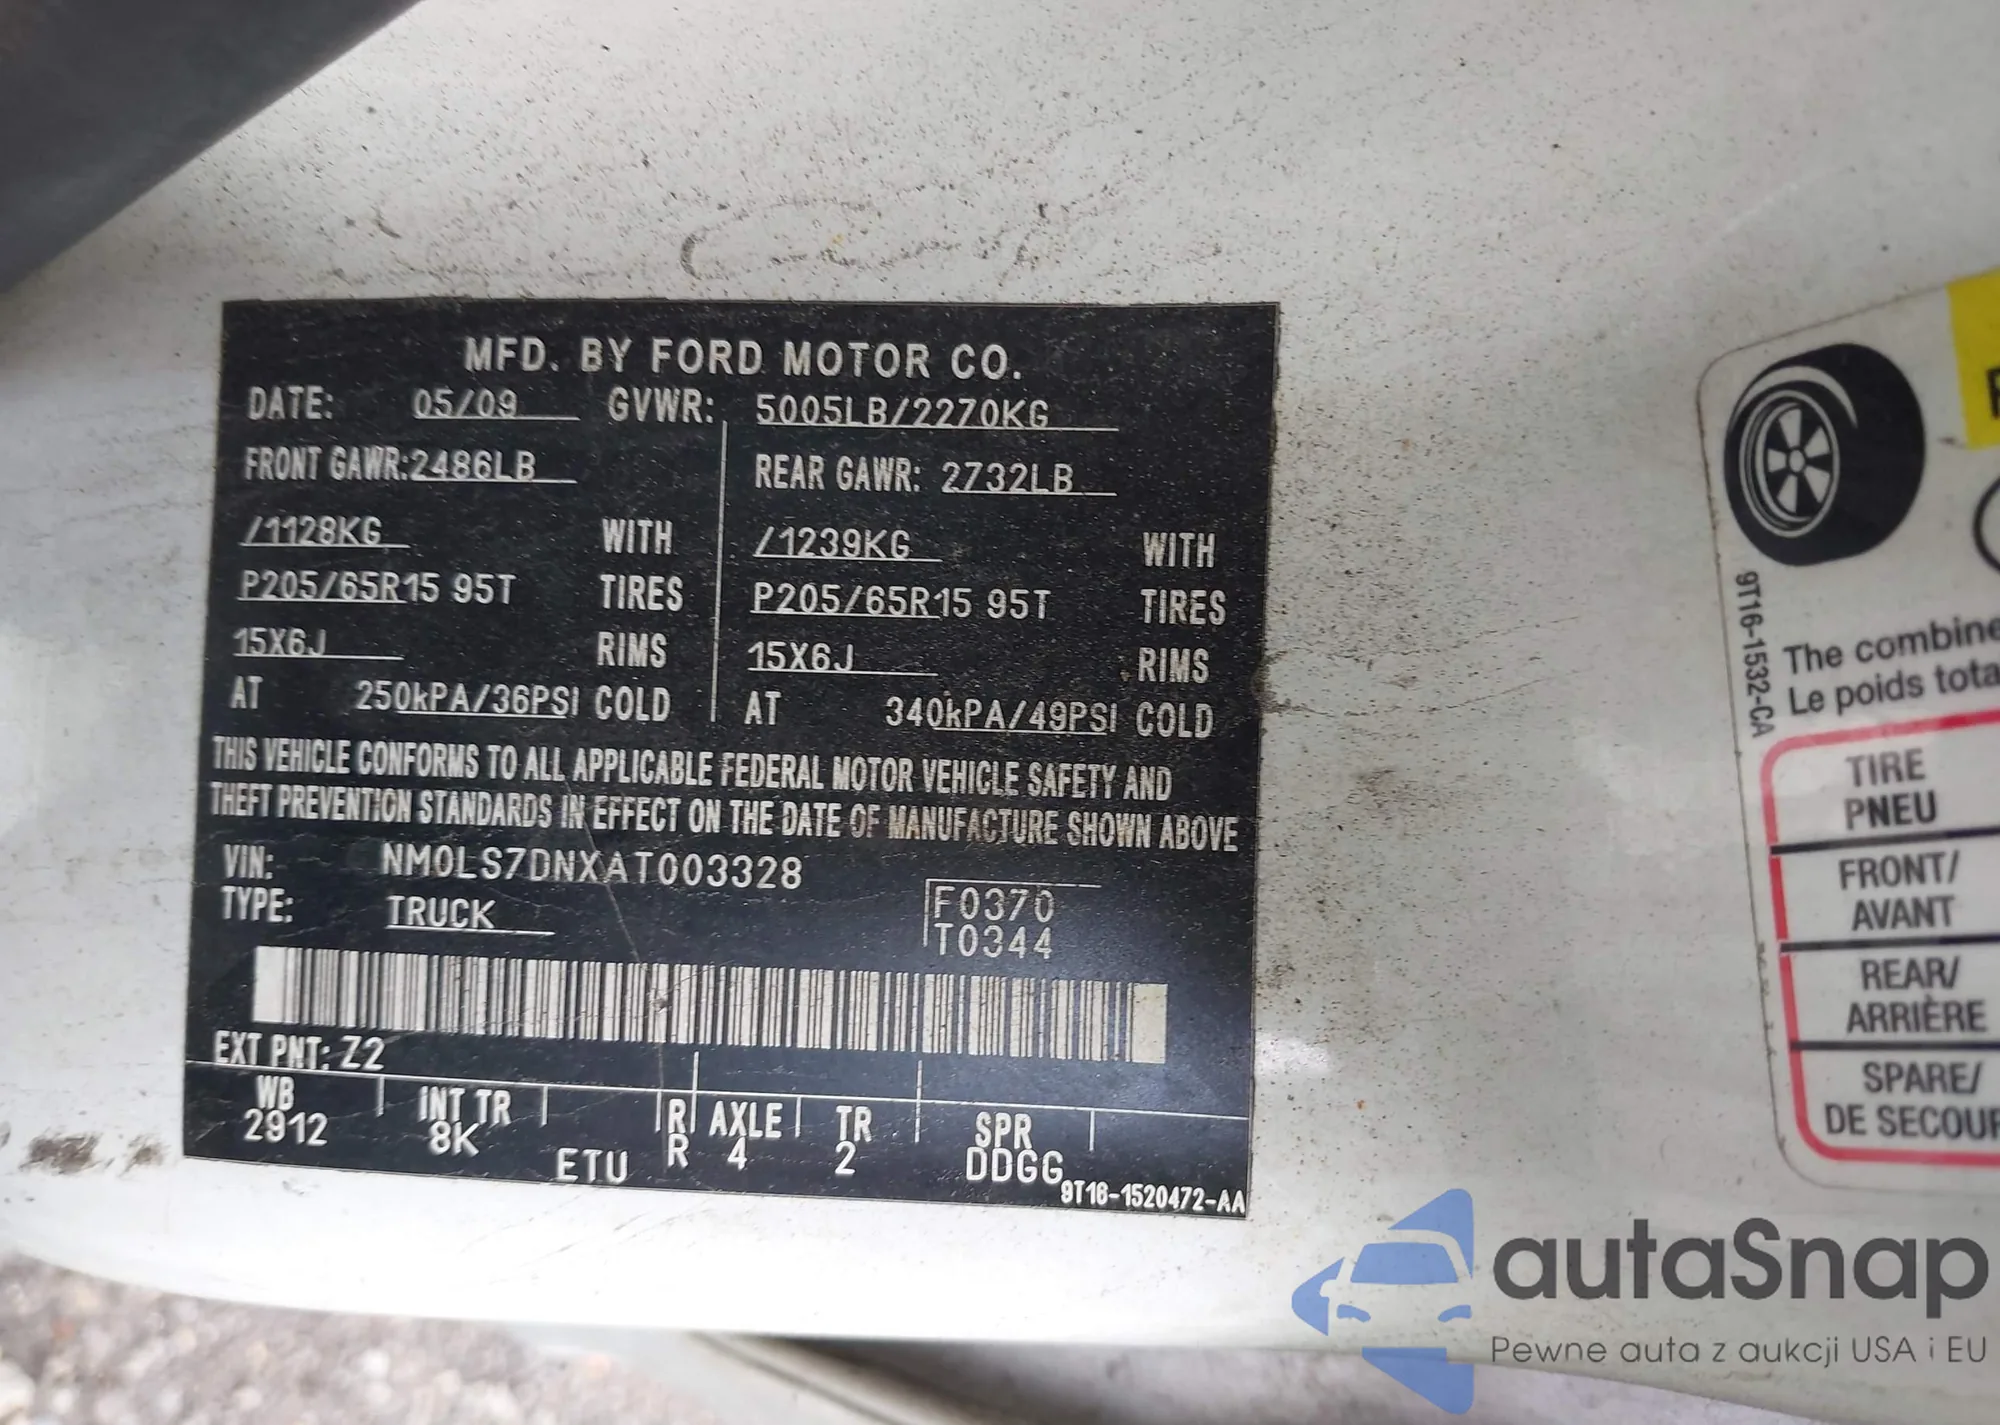 MFD. BY FORD MOTOR CO.
DATE: 05/09 GVWR: 5005LB/2270KG
FRONT GAWR:2486LB REAR GAWR: 2732LB
/1128KG WITH /1239KG WITH
P205/65R15 95T TIRES P205/65R15 95T TIRES
15X6J RIMS 15X6J RIMS
AT 250kPA/36PSI COLD AT 340kPA/49PSI COLD
THIS VEHICLE CONFORMS TO ALL APPLICABLE FEDERAL MOTOR VEHICLE SAFETY AND
THEFT PREVENTION STANDARDS IN EFFECT ON THE DATE OF MANUFACTURE SHOWN ABOVE
VIN: NM0LS7DNXAT003328
TYPE: TRUCK
F0370
T0344
EXT PNT: Z2
WB INT TR R AXLE TR SPR
2912 8K ETU R 4 2 DDGG
9T16-1520472-AA
9T16-1532-CA
The combine
Le poids tota
TIRE
PNEU
FRONT/
AVANT
REAR/
ARRIÈRE
SPARE/
DE SECOUR
autaSnap
Pewne auta z aukcji USA i EU